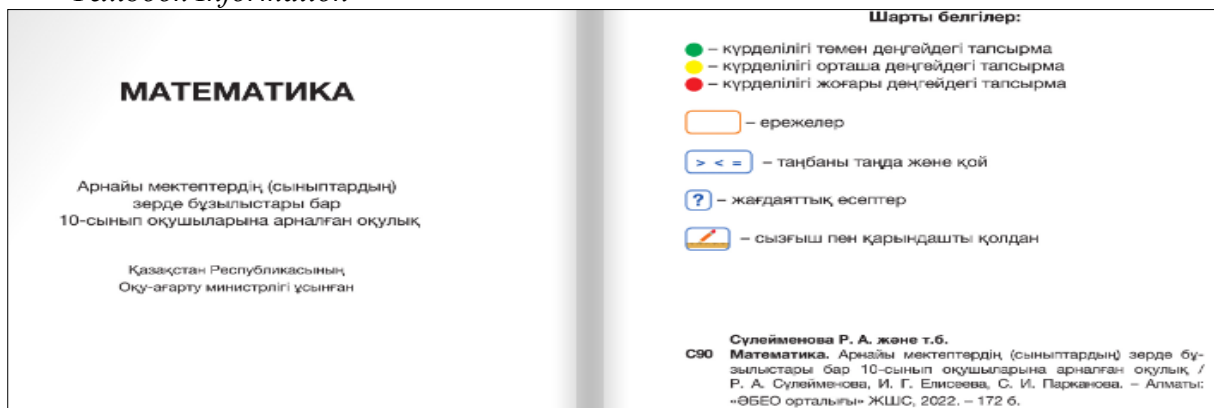 МАТЕМАТИКА
Арнайы мектептердің (сыныптардың)
зерде бұзылыстары бар
10-сынып оқушыларына арналған оқулық
Қазақстан Республикасының
Оқу-ағарту министрлігі ұсынған
Шартты белгілер:
– күрделілігі төмен деңгейдегі тапсырма
– күрделілігі орташа деңгейдегі тапсырма
– күрделілігі жоғары деңгейдегі тапсырма
– ережелер
> < = – таңбаны таңда және қой
? – жағдаяттық есептер
– сызғыш пен қарындашты қолдан
Сүлейменова Р. А. және т.б.
С90 Математика. Арнайы мектептердің (сыныптардың) зерде бұ-
зылыстары бар 10-сынып оқушыларына арналған оқулық /
Р. А. Сүлейменова, И. Г. Елисеева, С. И. Парканова. – Алматы:
«ӘБЕО орталығы» ЖШС, 2022. – 172 б.